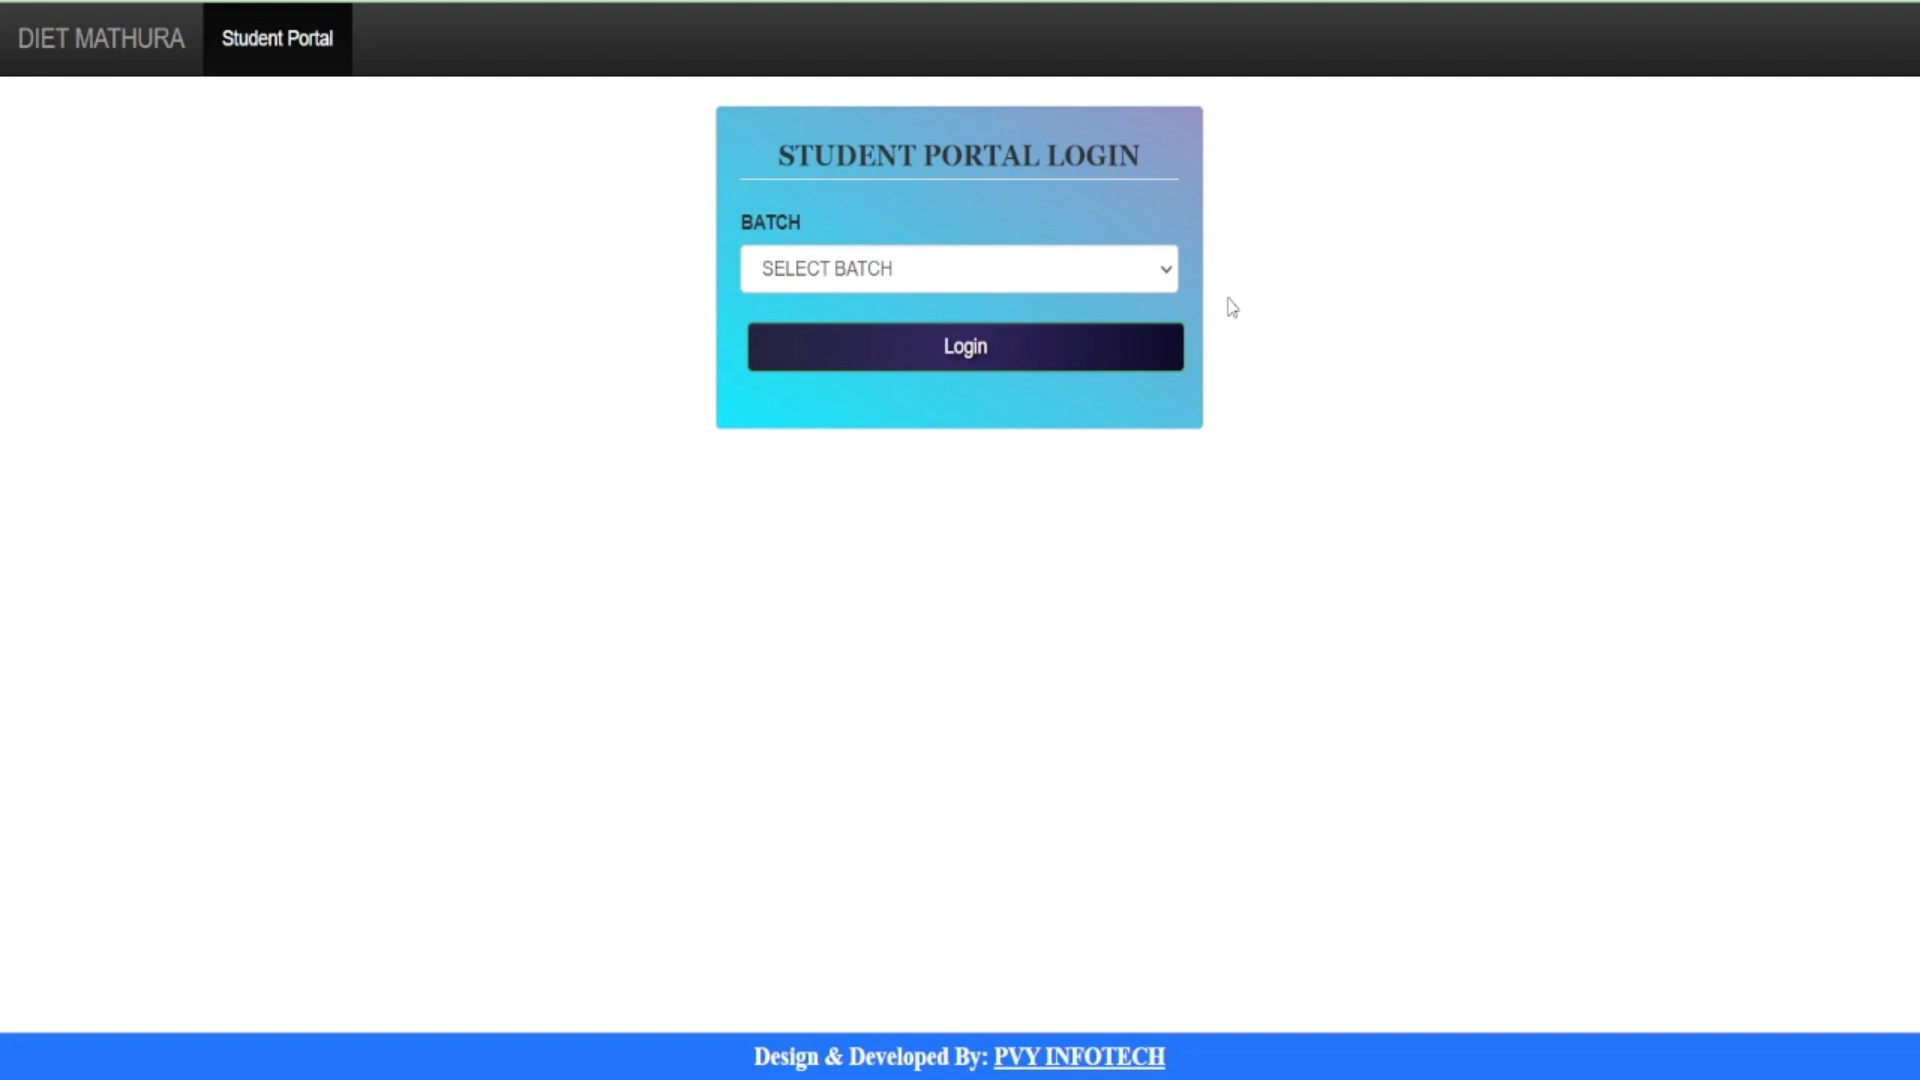 DIET MATHURA Student Portal
STUDENT PORTAL LOGIN
BATCH
SELECT BATCH
Login
Design & Developed By: PVY INFOTECH